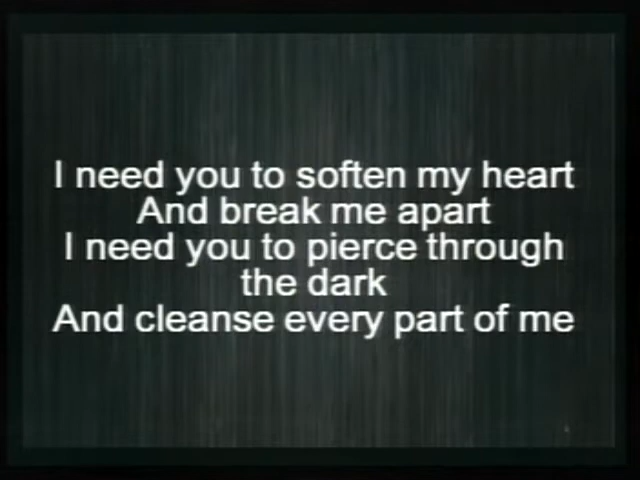 I need you to soften my heart
And break me apart
I need you to pierce through
the dark
And cleanse every part of me